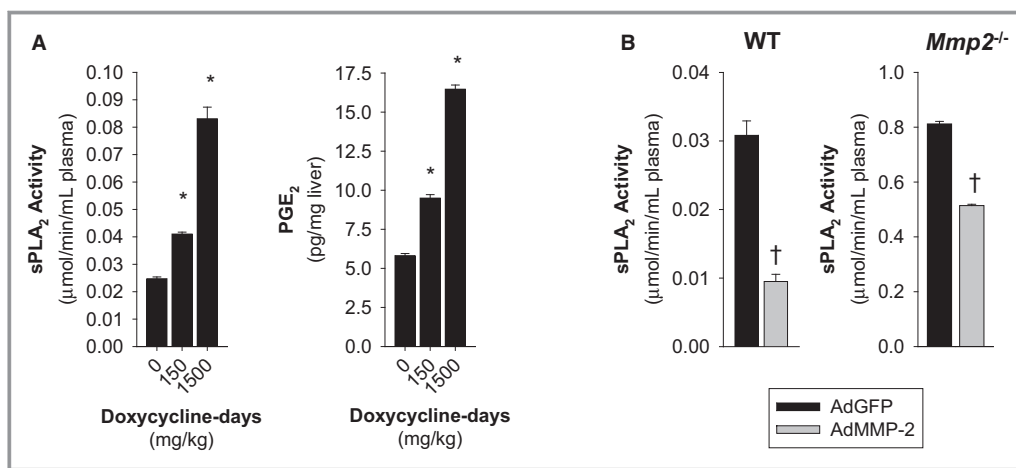 A
sPLA₂ Activity
(μmol/min/mL plasma)
0.10
0.09
0.08
0.07
0.06
0.05
0.04
0.03
0.02
0.01
0.00
*
*
0
150
1500
Doxycycline-days
(mg/kg)
PGE₂
(pg/mg liver)
17.5
15.0
12.5
10.0
7.5
5.0
2.5
0.0
*
*
0
150
1500
Doxycycline-days
(mg/kg)
B
WT
sPLA₂ Activity
(μmol/min/mL plasma)
0.04
0.03
0.02
0.01
0.00
†
Mmp2⁻/⁻
sPLA₂ Activity
(μmol/min/mL plasma)
1.0
0.8
0.6
0.4
0.2
0.0
†
AdGFP
AdMMP-2